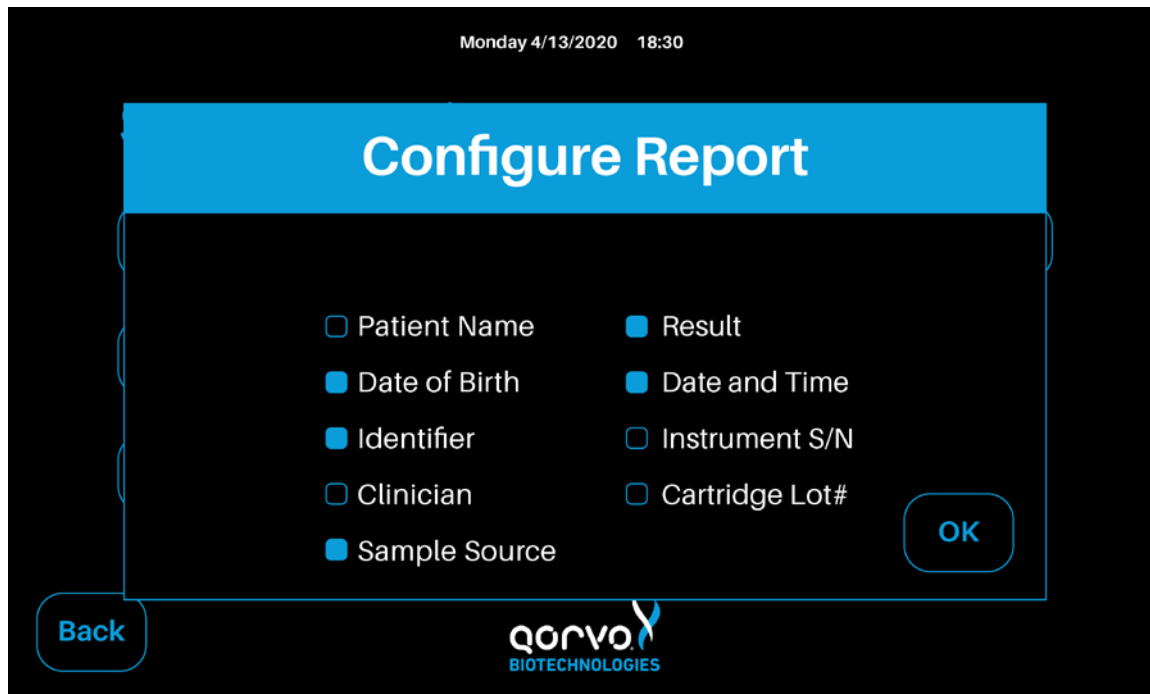 Monday 4/13/2020 18:30
Configure Report
Patient Name
Date of Birth
Identifier
Clinician
Sample Source
Result
Date and Time
Instrument S/N
Cartridge Lot#
OK
Back
QORVO.
BIOTECHNOLOGIES